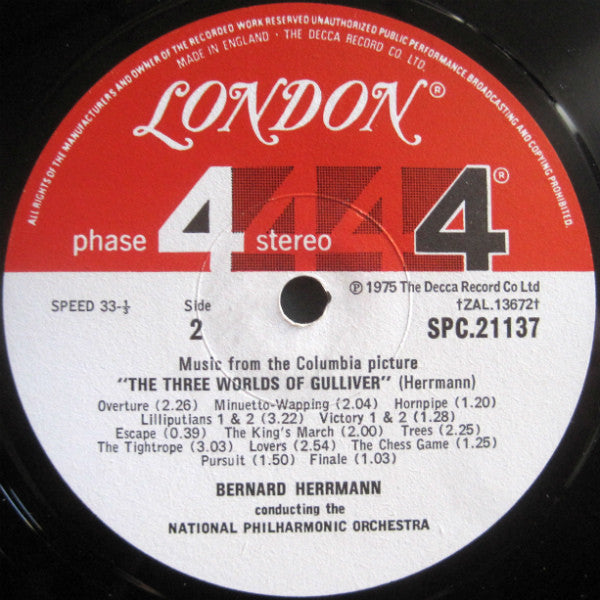 ALL RIGHTS OF THE MANUFACTURERS AND OWNER OF THE RECORDED WORK RESERVED UNAUTHORIZED PUBLIC PERFORMANCE, BROADCASTING AND COPYING PROHIBITED.
MADE IN ENGLAND • THE DECCA RECORD CO. LTD.
LONDON®
phase 4 stereo 4 4 4®
℗ 1975 The Decca Record Co Ltd
SPEED 33-⅓ Side †ZAL.13672†
2 SPC.21137
Music from the Columbia picture
"THE THREE WORLDS OF GULLIVER" (Herrmann)
Overture (2.26) Minuetto-Wapping (2.04) Hornpipe (1.20)
Lilliputians 1 & 2 (3.22) Victory 1 & 2 (1.28)
Escape (0.39) The King's March (2.00) Trees (2.25)
The Tightrope (3.03) Lovers (2.54) The Chess Game (1.25)
Pursuit (1.50) Finale (1.03)
BERNARD HERRMANN
conducting the
NATIONAL PHILHARMONIC ORCHESTRA